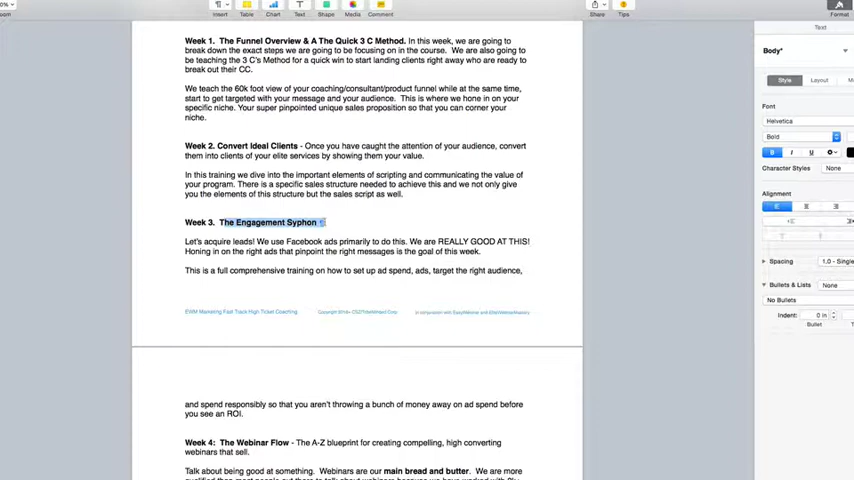 0%
Insert
Table
Chart
Text
Shape
Media
Comment
Share
Tips
Format
Text
Week 1. The Funnel Overview & A The Quick 3 C Method. In this week, we are going to
break down the exact steps we are going to be focusing on in the course. We are also going to
be teaching the 3 C's Method for a quick win to start landing clients right away who are ready to
break out their CC.
We teach the 60k foot view of your coaching/consultant/product funnel while at the same time,
start to get targeted with your message and your audience. This is where we hone in on your
specific niche. Your super pinpointed unique sales proposition so that you can corner your
niche.
Week 2. Convert Ideal Clients - Once you have caught the attention of your audience, convert
them into clients of your elite services by showing them your value.
In this training we dive into the important elements of scripting and communicating the value of
your program. There is a specific sales structure needed to achieve this and we not only give
you the elements of this structure but the sales script as well.
Week 3. The Engagement Syphon
Let's acquire leads! We use Facebook ads primarily to do this. We are REALLY GOOD AT THIS!
Honing in on the right ads that pinpoint the right messages is the goal of this week.
This is a full comprehensive training on how to set up ad spend, ads, target the right audience,
EWM Marketing Fast Track High Ticket Coaching
and spend responsibly so that you aren't throwing a bunch of money away on ad spend before
you see an ROI.
Week 4: The Webinar Flow - The A-Z blueprint for creating compelling, high converting
webinars that sell.
Talk about being good at something. Webinars are our main bread and butter. We are more
Body*
Style
Layout
Font
Helvetica
Bold
B
I
U
Character Styles
Alignment
Spacing
1.0 - Single
Bullets & Lists
None
No Bullets
Indent:
0 in
Bullet
Text